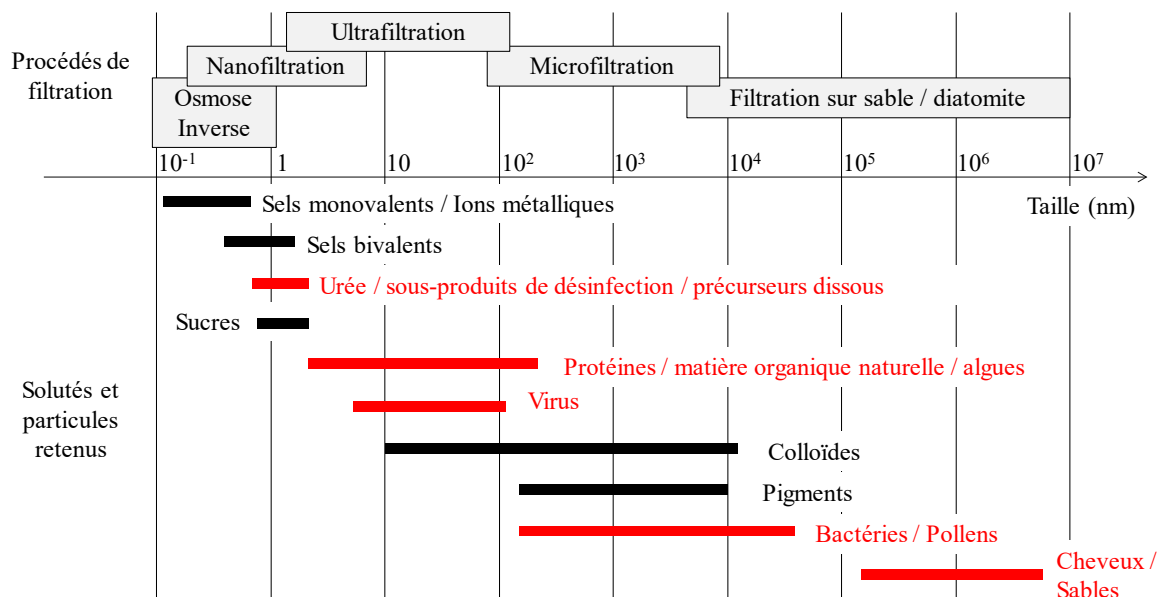 Ultrafiltration
Procédés de
filtration
Nanofiltration
Microfiltration
Osmose
Inverse
Filtration sur sable / diatomite
10⁻¹
1
10
10²
10³
10⁴
10⁵
10⁶
10⁷
Sels monovalents / Ions métalliques
Taille (nm)
Sels bivalents
Urée / sous-produits de désinfection / précurseurs dissous
Sucres
Protéines / matière organique naturelle / algues
Solutés et
particules
retenus
Virus
Colloïdes
Pigments
Bactéries / Pollens
Cheveux /
Sables